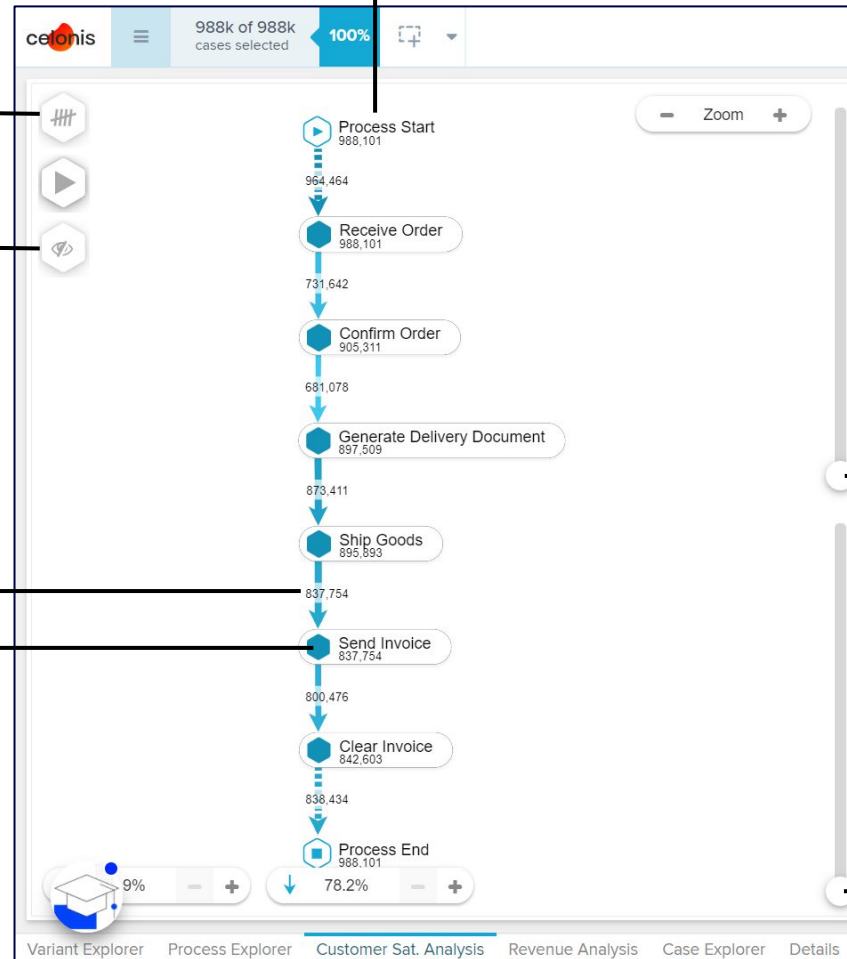 celonis
988k of 988k
cases selected
100%
Zoom
Process Start
988,101
964,464
Receive Order
988,101
731,642
Confirm Order
905,311
681,078
Generate Delivery Document
897,509
873,411
Ship Goods
895,893
837,754
Send Invoice
837,754
800,476
Clear Invoice
842,603
838,434
Process End
988,101
9%
78.2%
Variant Explorer Process Explorer Customer Sat. Analysis Revenue Analysis Case Explorer Details